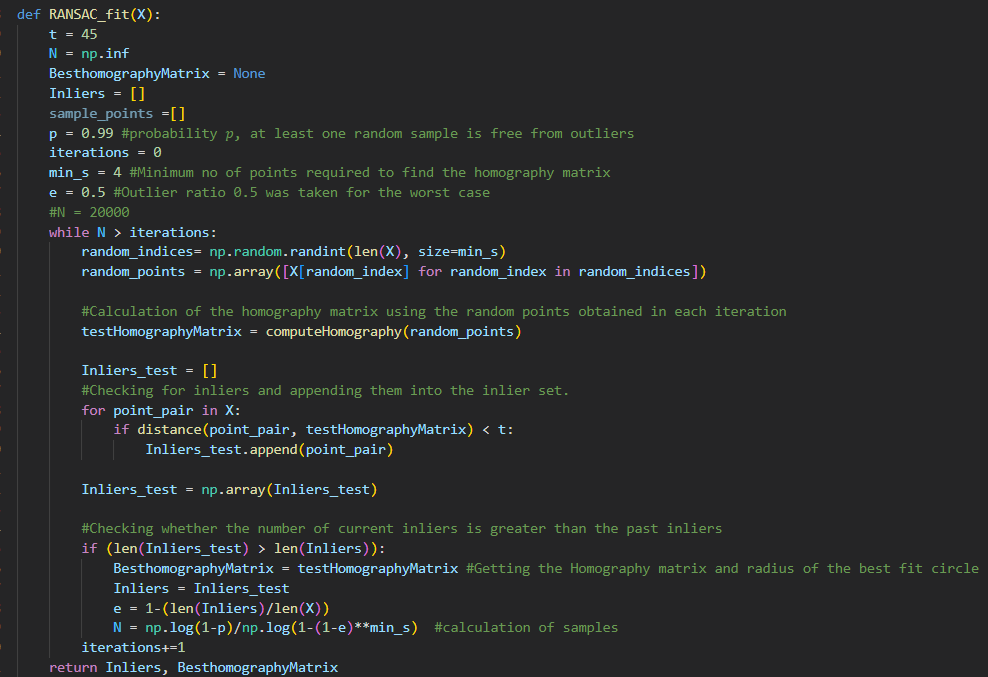 def RANSAC_fit(X):
    t = 45
    N = np.inf
    BesthomographyMatrix = None
    Inliers = []
    sample_points =[]
    p = 0.99 #probability p, at least one random sample is free from outliers
    iterations = 0
    min_s = 4 #Minimum no of points required to find the homography matrix
    e = 0.5 #Outlier ratio 0.5 was taken for the worst case
    #N = 20000
    while N > iterations:
        random_indices= np.random.randint(len(X), size=min_s)
        random_points = np.array([X[random_index] for random_index in random_indices])
        #Calculation of the homography matrix using the random points obtained in each iteration
        testHomographyMatrix = computeHomography(random_points)
        Inliers_test = []
        #Checking for inliers and appending them into the inlier set.
        for point_pair in X:
            if distance(point_pair, testHomographyMatrix) < t:
                Inliers_test.append(point_pair)
        Inliers_test = np.array(Inliers_test)
        #Checking whether the number of current inliers is greater than the past inliers
        if (len(Inliers_test) > len(Inliers)):
            BesthomographyMatrix = testHomographyMatrix #Getting the Homography matrix and radius of the best fit circle
            Inliers = Inliers_test
            e = 1-(len(Inliers)/len(X))
            N = np.log(1-p)/np.log(1-(1-e)**min_s)  #calculation of samples
        iterations+=1
    return Inliers, BesthomographyMatrix